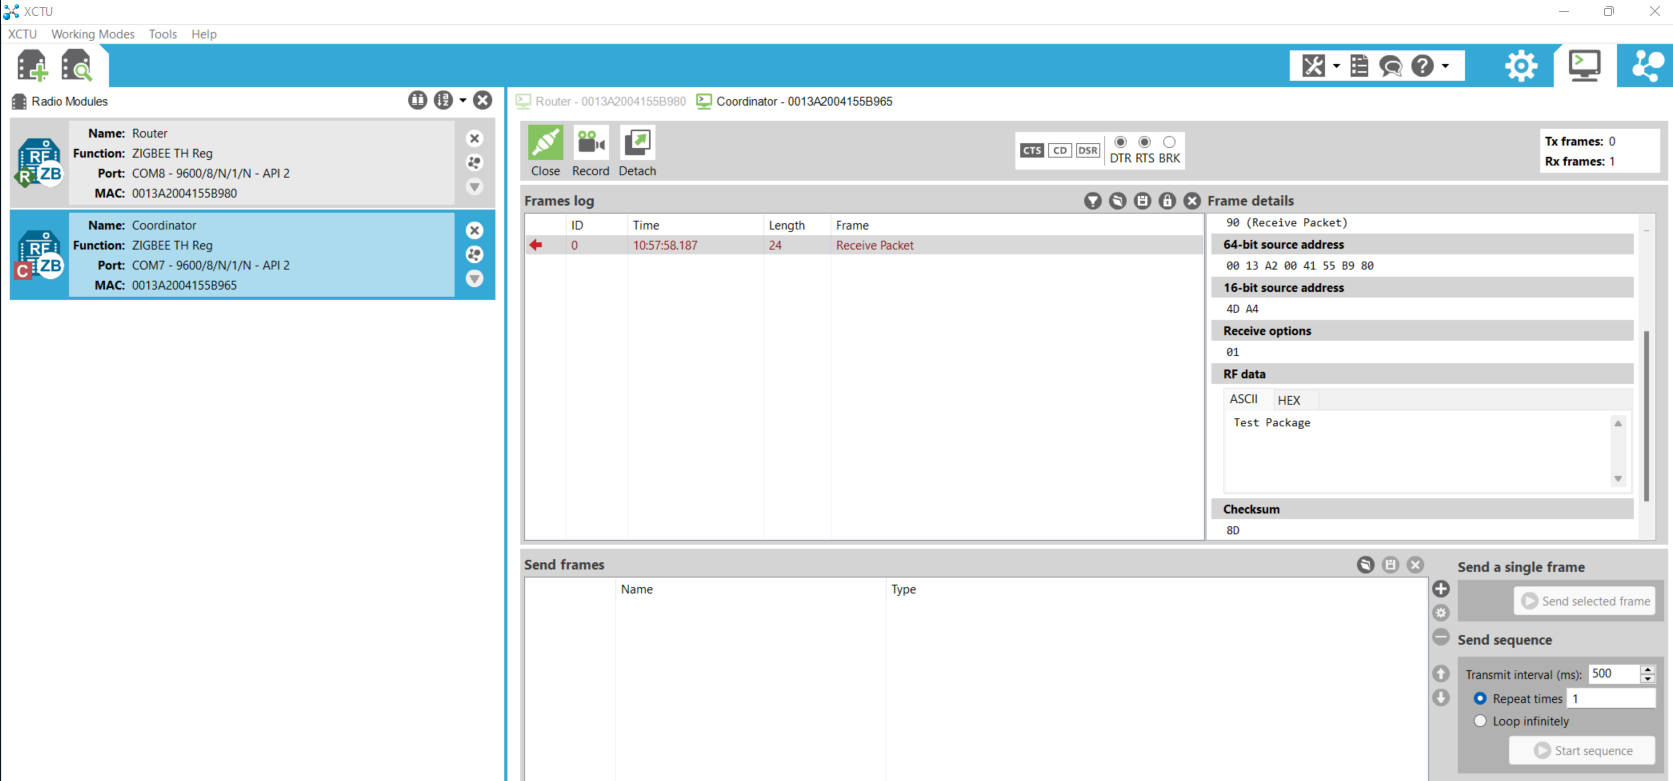 XCTU
XCTU Working Modes Tools Help
Radio Modules
Name: Router
Function: ZIGBEE TH Reg
Port: COM8 - 9600/8/N/1/N - API 2
MAC: 0013A2004155B980
RF
R
ZB
Name: Coordinator
Function: ZIGBEE TH Reg
Port: COM7 - 9600/8/N/1/N - API 2
MAC: 0013A2004155B965
RF
C
ZB
Router - 0013A2004155B980 Coordinator - 0013A2004155B965
Close Record Detach
CTS CD DSR
DTR RTS BRK
Tx frames: 0
Rx frames: 1
Frames log
ID Time Length Frame
0 10:57:58.187 24 Receive Packet
Frame details
90 (Receive Packet)
64-bit source address
00 13 A2 00 41 55 B9 80
16-bit source address
4D A4
Receive options
01
RF data
ASCII HEX
Test Package
Checksum
8D
Send frames
Name Type
Send a single frame
Send selected frame
Send sequence
Transmit interval (ms): 500
Repeat times 1
Loop infinitely
Start sequence